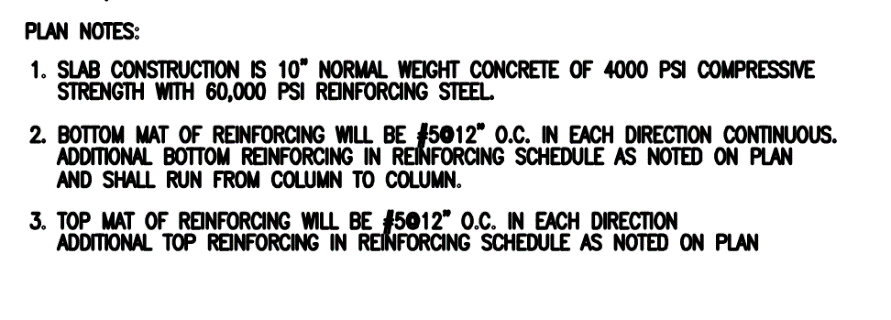 PLAN NOTES:
1. SLAB CONSTRUCTION IS 10" NORMAL WEIGHT CONCRETE OF 4000 PSI COMPRESSIVE
STRENGTH WITH 60,000 PSI REINFORCING STEEL.
2. BOTTOM MAT OF REINFORCING WILL BE #5@12" O.C. IN EACH DIRECTION CONTINUOUS.
ADDITIONAL BOTTOM REINFORCING IN REINFORCING SCHEDULE AS NOTED ON PLAN
AND SHALL RUN FROM COLUMN TO COLUMN.
3. TOP MAT OF REINFORCING WILL BE #5@12" O.C. IN EACH DIRECTION
ADDITIONAL TOP REINFORCING IN REINFORCING SCHEDULE AS NOTED ON PLAN